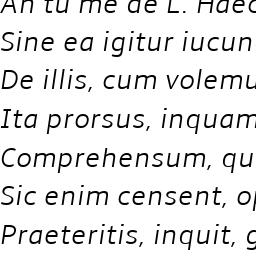 An tu me de L. Haec
Sine ea igitur iucun
De illis, cum volemu
Ita prorsus, inquam
Comprehensum, qu
Sic enim censent, o
Praeteritis, inquit, g